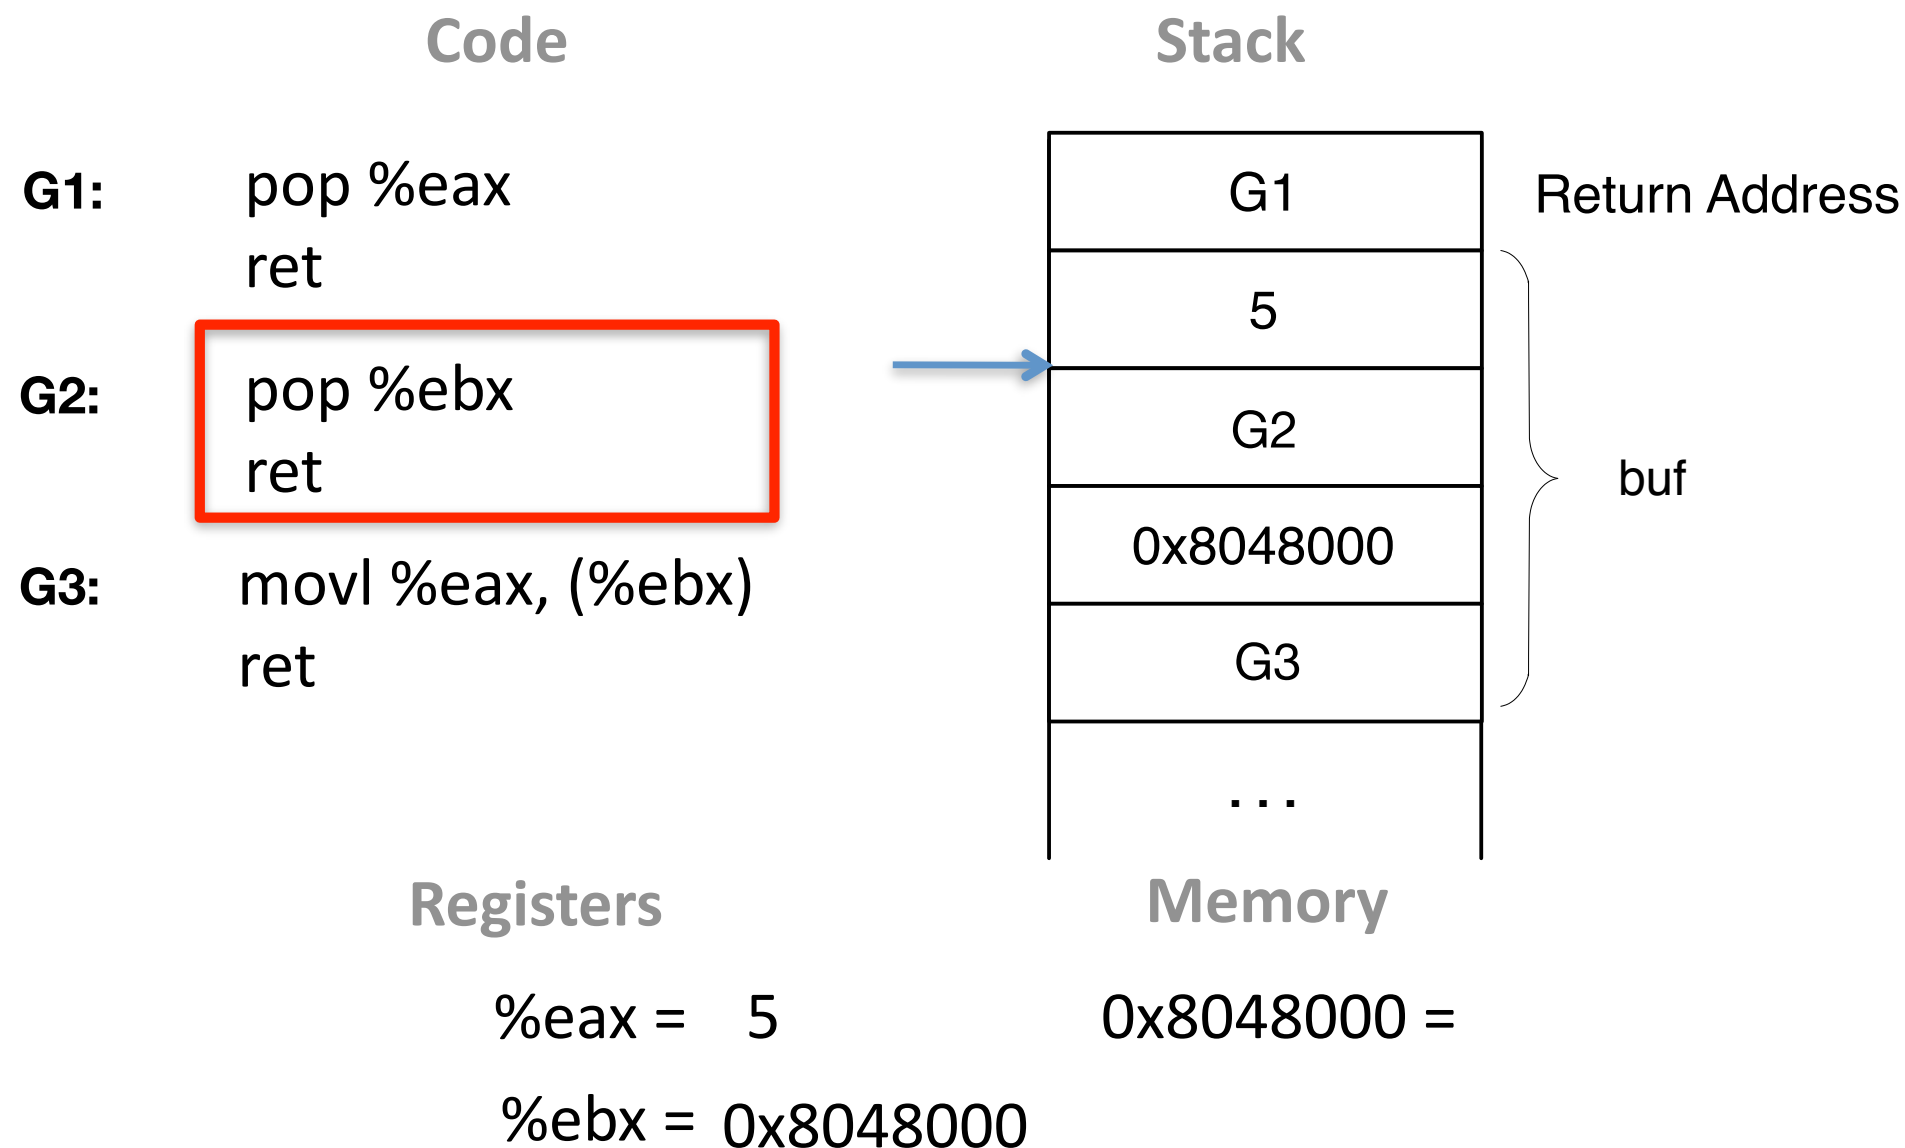 Code
G1: pop %eax
ret
G2: pop %ebx
ret
G3: movl %eax, (%ebx)
ret
Stack
G1 Return Address
5
G2
0x8048000
G3
...
buf
Registers
%eax = 5
%ebx = 0x8048000
Memory
0x8048000 =